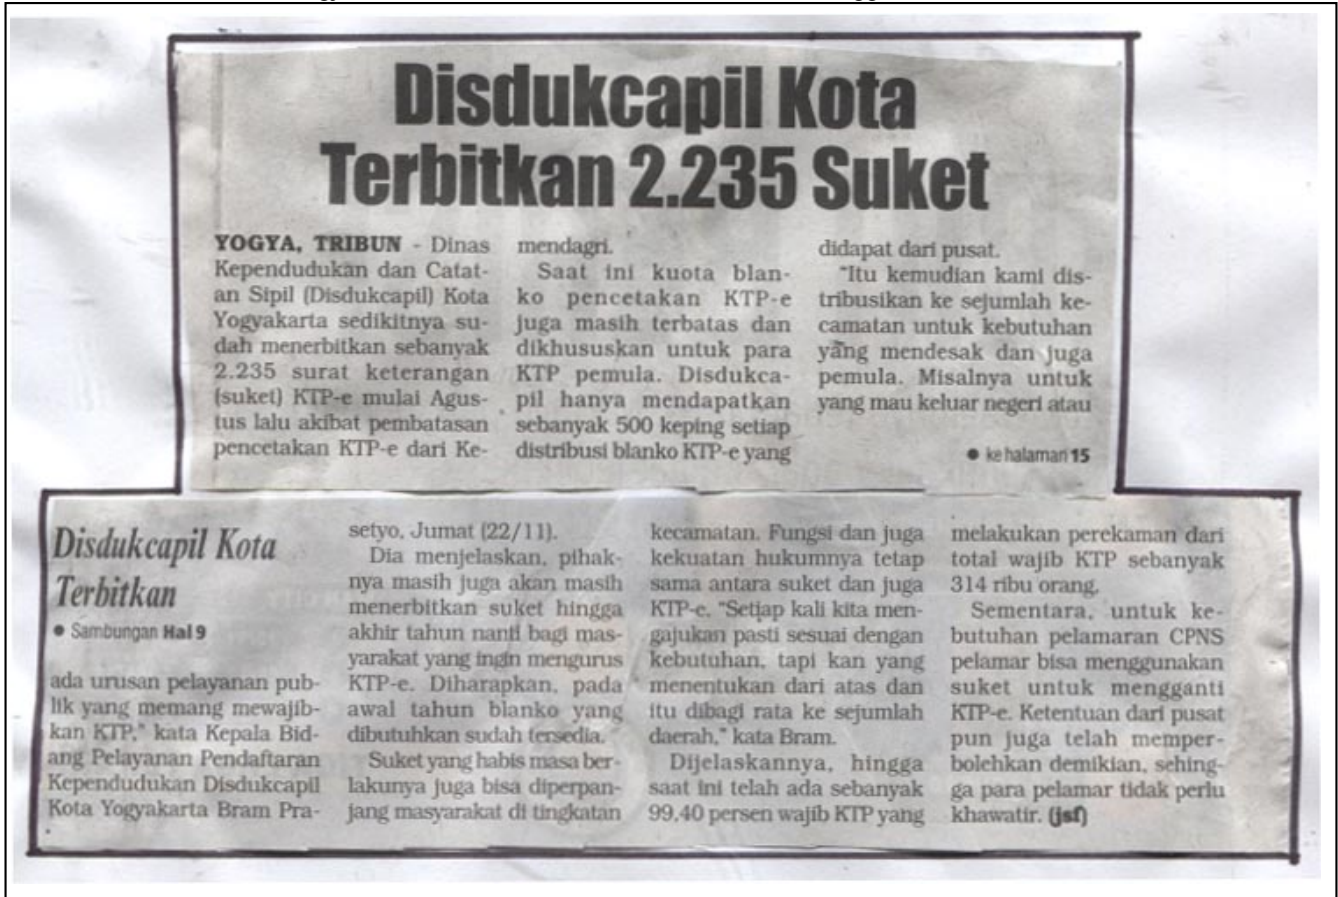 Disdukcapil Kota
Terbitkan 2.235 Suket
YOGYA, TRIBUN - Dinas
Kependudukan dan Catat-
an Sipil (Disdukcapil) Kota
Yogyakarta sedikitnya su-
dah menerbitkan sebanyak
2.235 surat keterangan
(suket) KTP-e mulai Agus-
tus lalu akibat pembatasan
pencetakan KTP-e dari Ke-
mendagri.
Saat ini kuota blan-
ko pencetakan KTP-e
juga masih terbatas dan
dikhususkan untuk para
KTP pemula. Disdukca-
pil hanya mendapatkan
sebanyak 500 keping setiap
distribusi blanko KTP-e yang
didapat dari pusat.
"Itu kemudian kami dis-
tribusikan ke sejumlah ke-
camatan untuk kebutuhan
yang mendesak dan juga
pemula. Misalnya untuk
yang mau keluar negeri atau
● ke halaman 15
Disdukcapil Kota
Terbitkan
● Sambungan Hal 9
ada urusan pelayanan pub-
lik yang memang mewajib-
kan KTP," kata Kepala Bid-
ang Pelayanan Pendaftaran
Kependudukan Disdukcapil
Kota Yogyakarta Bram Pra-
setyo, Jumat (22/11).
Dia menjelaskan, pihak-
nya masih juga akan masih
menerbitkan suket hingga
akhir tahun nanti bagi mas-
yarakat yang ingin mengurus
KTP-e. Diharapkan, pada
awal tahun blanko yang
dibutuhkan sudah tersedia.
Suket yang habis masa ber-
lakunya juga bisa diperpan-
jang masyarakat di tingkatan
kecamatan. Fungsi dan juga
kekuatan hukumnya tetap
sama antara suket dan juga
KTP-e. "Setiap kali kita men-
gajukan pasti sesuai dengan
kebutuhan, tapi kan yang
menentukan dari atas dan
itu dibagi rata ke sejumlah
daerah," kata Bram.
Dijelaskannya, hingga
saat ini telah ada sebanyak
99,40 persen wajib KTP yang
melakukan perekaman dari
total wajib KTP sebanyak
314 ribu orang.
Sementara, untuk ke-
butuhan pelamaran CPNS
pelamar bisa menggunakan
suket untuk mengganti
KTP-e. Ketentuan dari pusat
pun juga telah memper-
bolehkan demikian, sehing-
ga para pelamar tidak perlu
khawatir. (jsf)